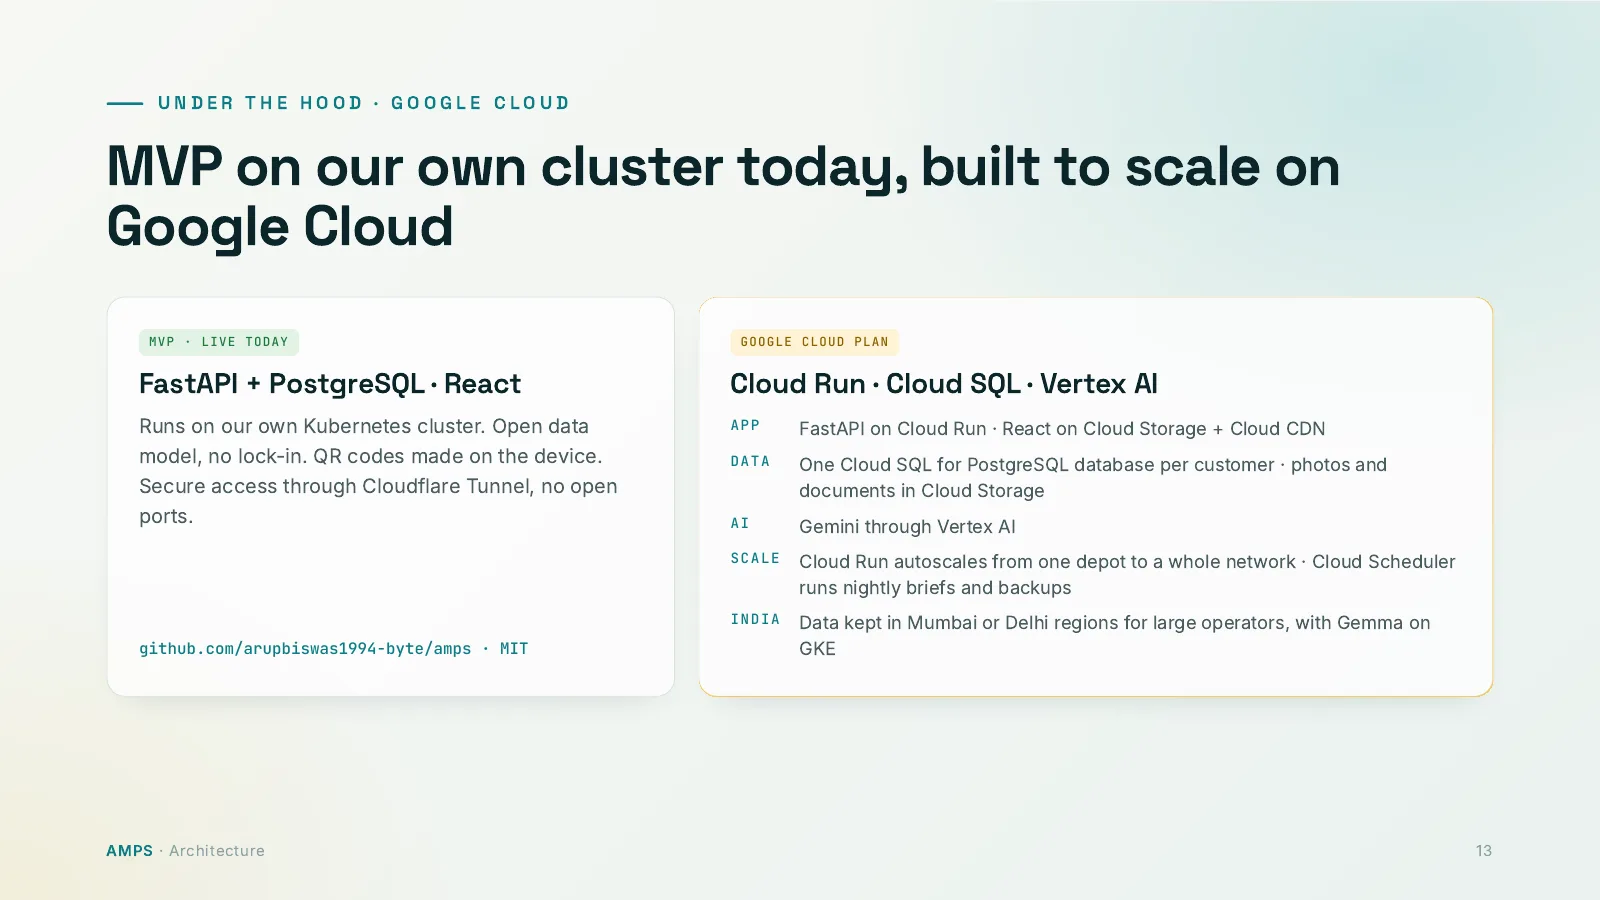 UNDER THE HOOD · GOOGLE CLOUD
MVP on our own cluster today, built to scale on
Google Cloud
MVP · LIVE TODAY
FastAPI + PostgreSQL · React
Runs on our own Kubernetes cluster. Open data
model, no lock-in. QR codes made on the device.
Secure access through Cloudflare Tunnel, no open
ports.
github.com/arupbiswas1994-byte/amps · MIT
GOOGLE CLOUD PLAN
Cloud Run · Cloud SQL · Vertex AI
APP FastAPI on Cloud Run · React on Cloud Storage + Cloud CDN
DATA One Cloud SQL for PostgreSQL database per customer · photos and
documents in Cloud Storage
AI Gemini through Vertex AI
SCALE Cloud Run autoscales from one depot to a whole network · Cloud Scheduler
runs nightly briefs and backups
INDIA Data kept in Mumbai or Delhi regions for large operators, with Gemma on
GKE
AMPS · Architecture
13